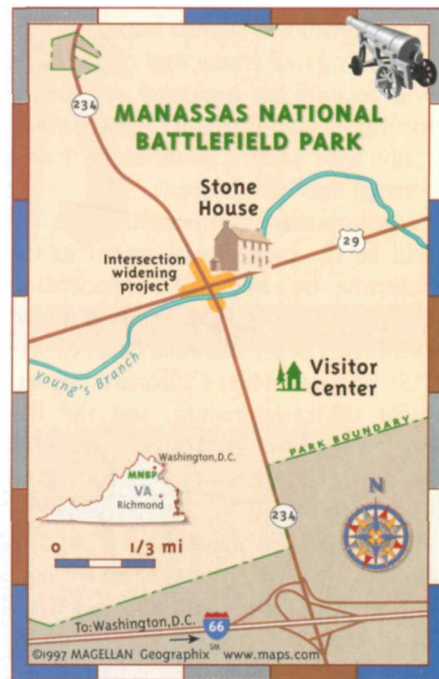 234
MANASSAS NATIONAL
BATTLEFIELD PARK
Stone
House
29
Intersection
widening
project
Young's Branch
Visitor
Center
PARK BOUNDARY
Washington,D.C.
MNBP
VA
Richmond
234
N
0 1/3 mi
To:Washington,D.C.
66
SM
©1997 MAGELLAN Geographix www.maps.com